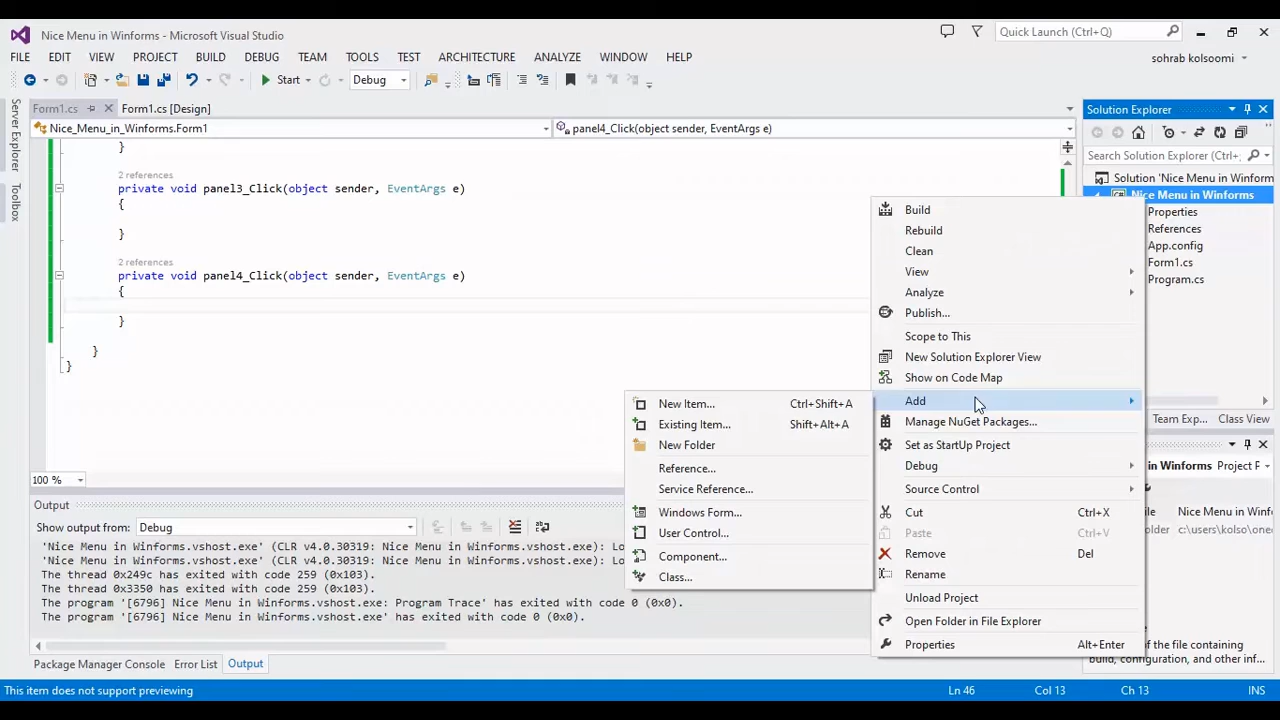 Nice Menu in Winforms - Microsoft Visual Studio
Quick Launch (Ctrl+Q)
FILE EDIT VIEW PROJECT BUILD DEBUG TEAM TOOLS TEST ARCHITECTURE ANALYZE WINDOW HELP
sohrab kolsoomi
Start Debug
Server Explorer
Toolbox
Form1.cs
Form1.cs [Design]
Nice_Menu_in_Winforms.Form1
panel4_Click(object sender, EventArgs e)
}
2 references
private void panel3_Click(object sender, EventArgs e)
{
}
2 references
private void panel4_Click(object sender, EventArgs e)
{
}
}
}
100 %
Solution Explorer
Search Solution Explorer (Ctrl+;
Solution 'Nice Menu in Winform
Nice Menu in Winforms
Properties
References
App.config
Form1.cs
Program.cs
Build
Rebuild
Clean
View
Analyze
Publish...
Scope to This
New Solution Explorer View
Show on Code Map
Add
Manage NuGet Packages...
Set as StartUp Project
Debug
Source Control
Cut Ctrl+X
Paste Ctrl+V
Remove Del
Rename
Unload Project
Open Folder in File Explorer
Properties Alt+Enter
New Item... Ctrl+Shift+A
Existing Item... Shift+Alt+A
New Folder
Reference...
Service Reference...
Windows Form...
User Control...
Component...
Class...
Team Exp... Class View
in Winforms Project P
Nice Menu in Winform
c:\users\kolso\one
of the file containing
build, configuration, and other inf...
Output
Show output from: Debug
'Nice Menu in Winforms.vshost.exe' (CLR v4.0.30319: Nice Menu in Winforms.vshost.exe): Lo
'Nice Menu in Winforms.vshost.exe' (CLR v4.0.30319: Nice Menu in Winforms.vshost.exe): Lo
The thread 0x249c has exited with code 259 (0x103).
The thread 0x3350 has exited with code 259 (0x103).
The program '[6796] Nice Menu in Winforms.vshost.exe: Program Trace' has exited with code 0 (0x0).
The program '[6796] Nice Menu in Winforms.vshost.exe' has exited with code 0 (0x0).
Package Manager Console Error List Output
This item does not support previewing
Ln 46 Col 13 Ch 13 INS